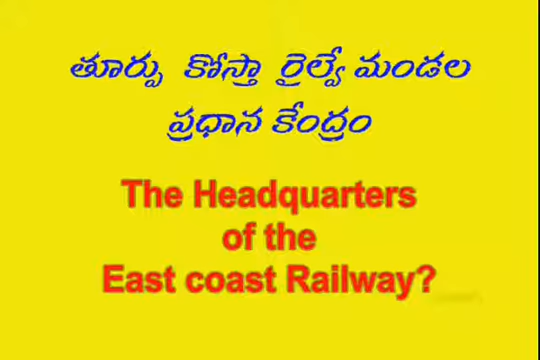 తూర్పు కోస్తా రైల్వే మండల
ప్రధాన కేంద్రం
The Headquarters
of the
East coast Railway?